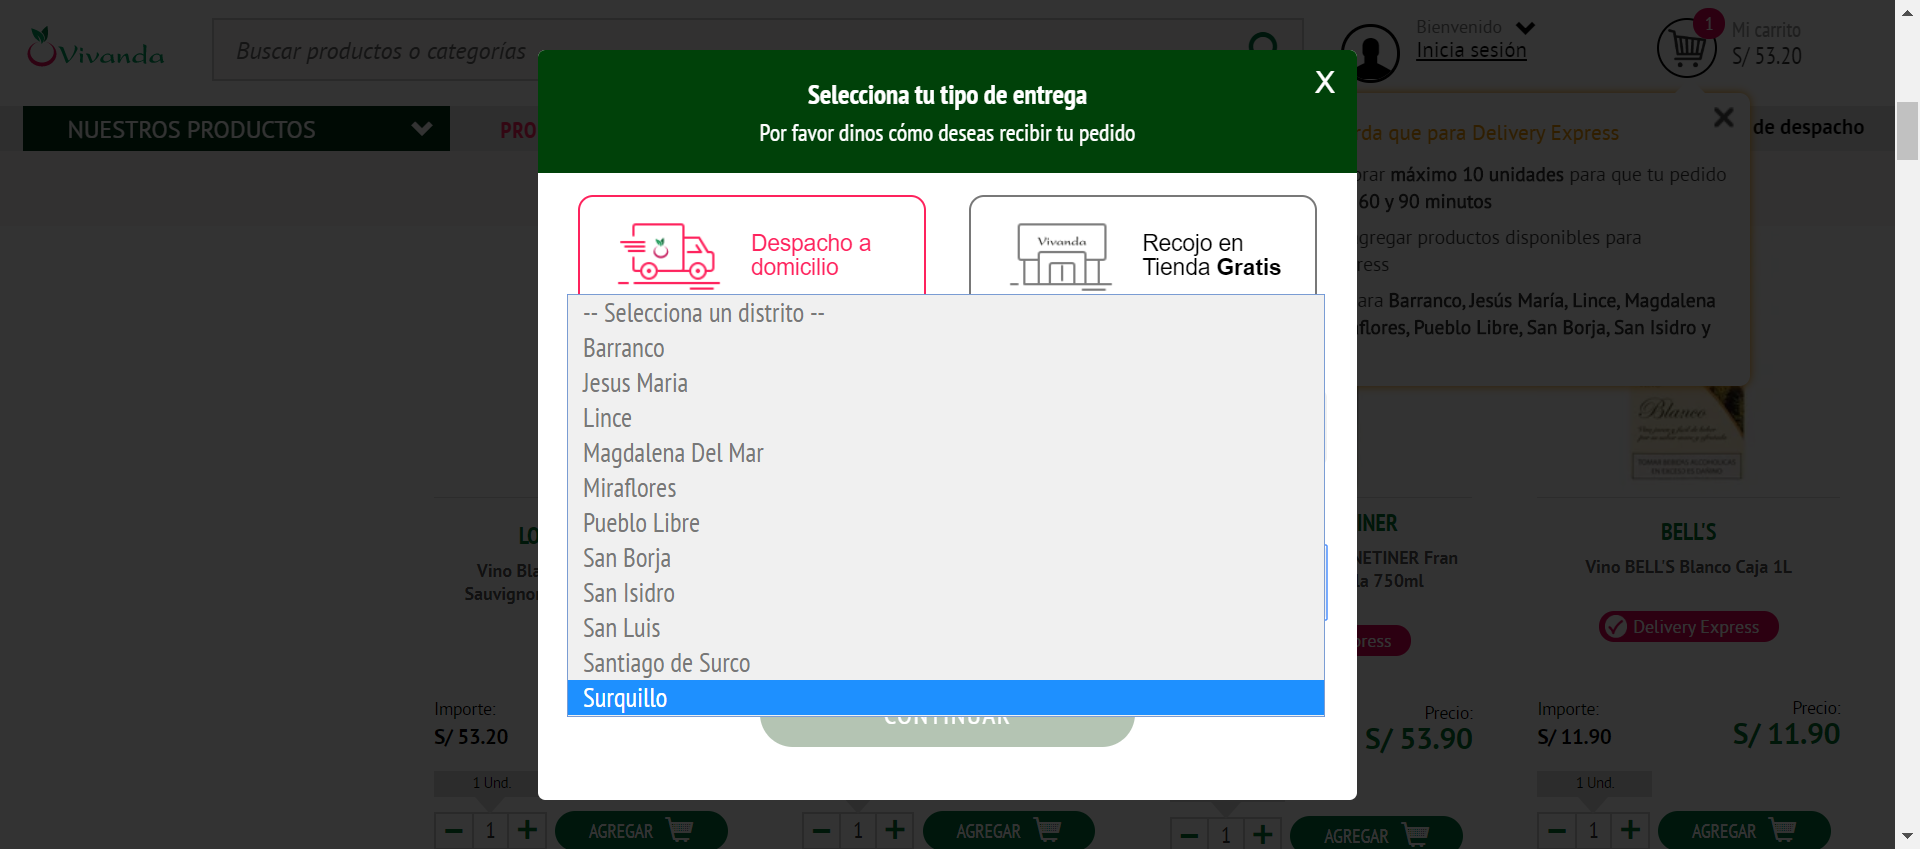 Vivanda
Buscar productos o categorías
Bienvenido
Inicia sesión
1
Mi carrito
S/ 53.20
NUESTROS PRODUCTOS
PRO
de despacho
Selecciona tu tipo de entrega
X
Por favor dinos cómo deseas recibir tu pedido
rda que para Delivery Express
rar máximo 10 unidades para que tu pedido
60 y 90 minutos
gregar productos disponibles para
ress
ara Barranco, Jesús María, Lince, Magdalena
flores, Pueblo Libre, San Borja, San Isidro y
Despacho a
domicilio
Vivanda
Recojo en
Tienda Gratis
-- Selecciona un distrito --
Barranco
Jesus Maria
Lince
Magdalena Del Mar
Miraflores
Pueblo Libre
San Borja
San Isidro
San Luis
Santiago de Surco
Surquillo
CONTINUAR
Blanco
LO
Vino Bla
Sauvigno
INER
NETINER Fran
la 750ml
ress
BELL'S
Vino BELL'S Blanco Caja 1L
Delivery Express
Importe:
S/ 53.20
Precio:
S/ 53.90
Importe:
S/ 11.90
Precio:
S/ 11.90
1 Und.
1 Und.
1
AGREGAR
1
AGREGAR
1
AGREGAR
1
AGREGAR